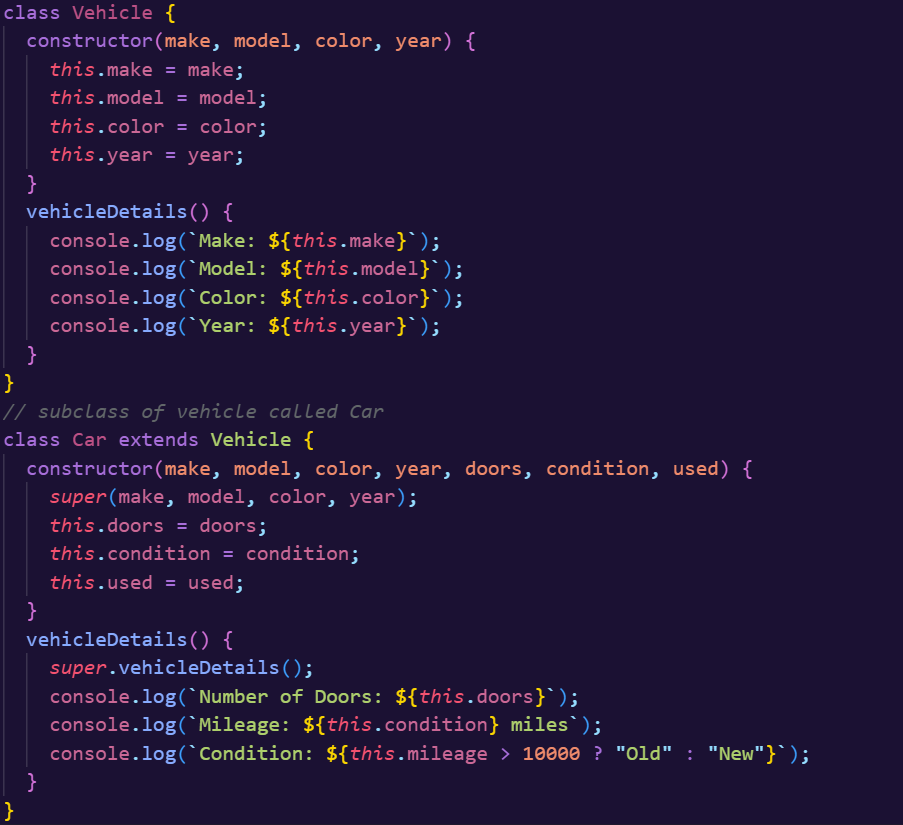 class Vehicle {
  constructor(make, model, color, year) {
    this.make = make;
    this.model = model;
    this.color = color;
    this.year = year;
  }
  vehicleDetails() {
    console.log(`Make: ${this.make}`);
    console.log(`Model: ${this.model}`);
    console.log(`Color: ${this.color}`);
    console.log(`Year: ${this.year}`);
  }
}
// subclass of vehicle called Car
class Car extends Vehicle {
  constructor(make, model, color, year, doors, condition, used) {
    super(make, model, color, year);
    this.doors = doors;
    this.condition = condition;
    this.used = used;
  }
  vehicleDetails() {
    super.vehicleDetails();
    console.log(`Number of Doors: ${this.doors}`);
    console.log(`Mileage: ${this.condition} miles`);
    console.log(`Condition: ${this.mileage > 10000 ? "Old" : "New"}`);
  }
}